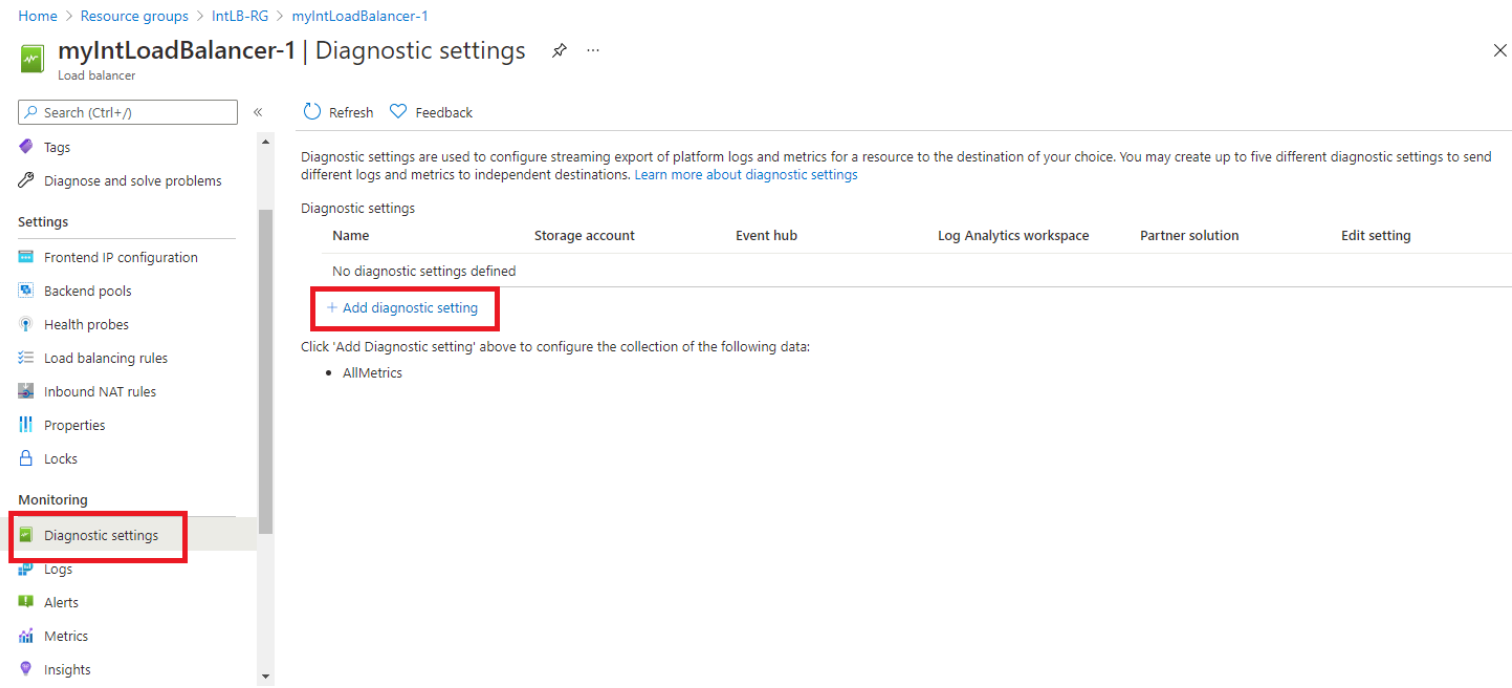 Home > Resource groups > IntLB-RG > myIntLoadBalancer-1
myIntLoadBalancer-1 | Diagnostic settings ...
Load balancer
Search (Ctrl+/) «
Refresh Feedback
Tags
Diagnose and solve problems
Settings
Frontend IP configuration
Backend pools
Health probes
Load balancing rules
Inbound NAT rules
Properties
Locks
Monitoring
Diagnostic settings
Logs
Alerts
Metrics
Insights
Diagnostic settings are used to configure streaming export of platform logs and metrics for a resource to the destination of your choice. You may create up to five different diagnostic settings to send
different logs and metrics to independent destinations. Learn more about diagnostic settings
Diagnostic settings
Name Storage account Event hub Log Analytics workspace Partner solution Edit setting
No diagnostic settings defined
+ Add diagnostic setting
Click 'Add Diagnostic setting' above to configure the collection of the following data:
• AllMetrics